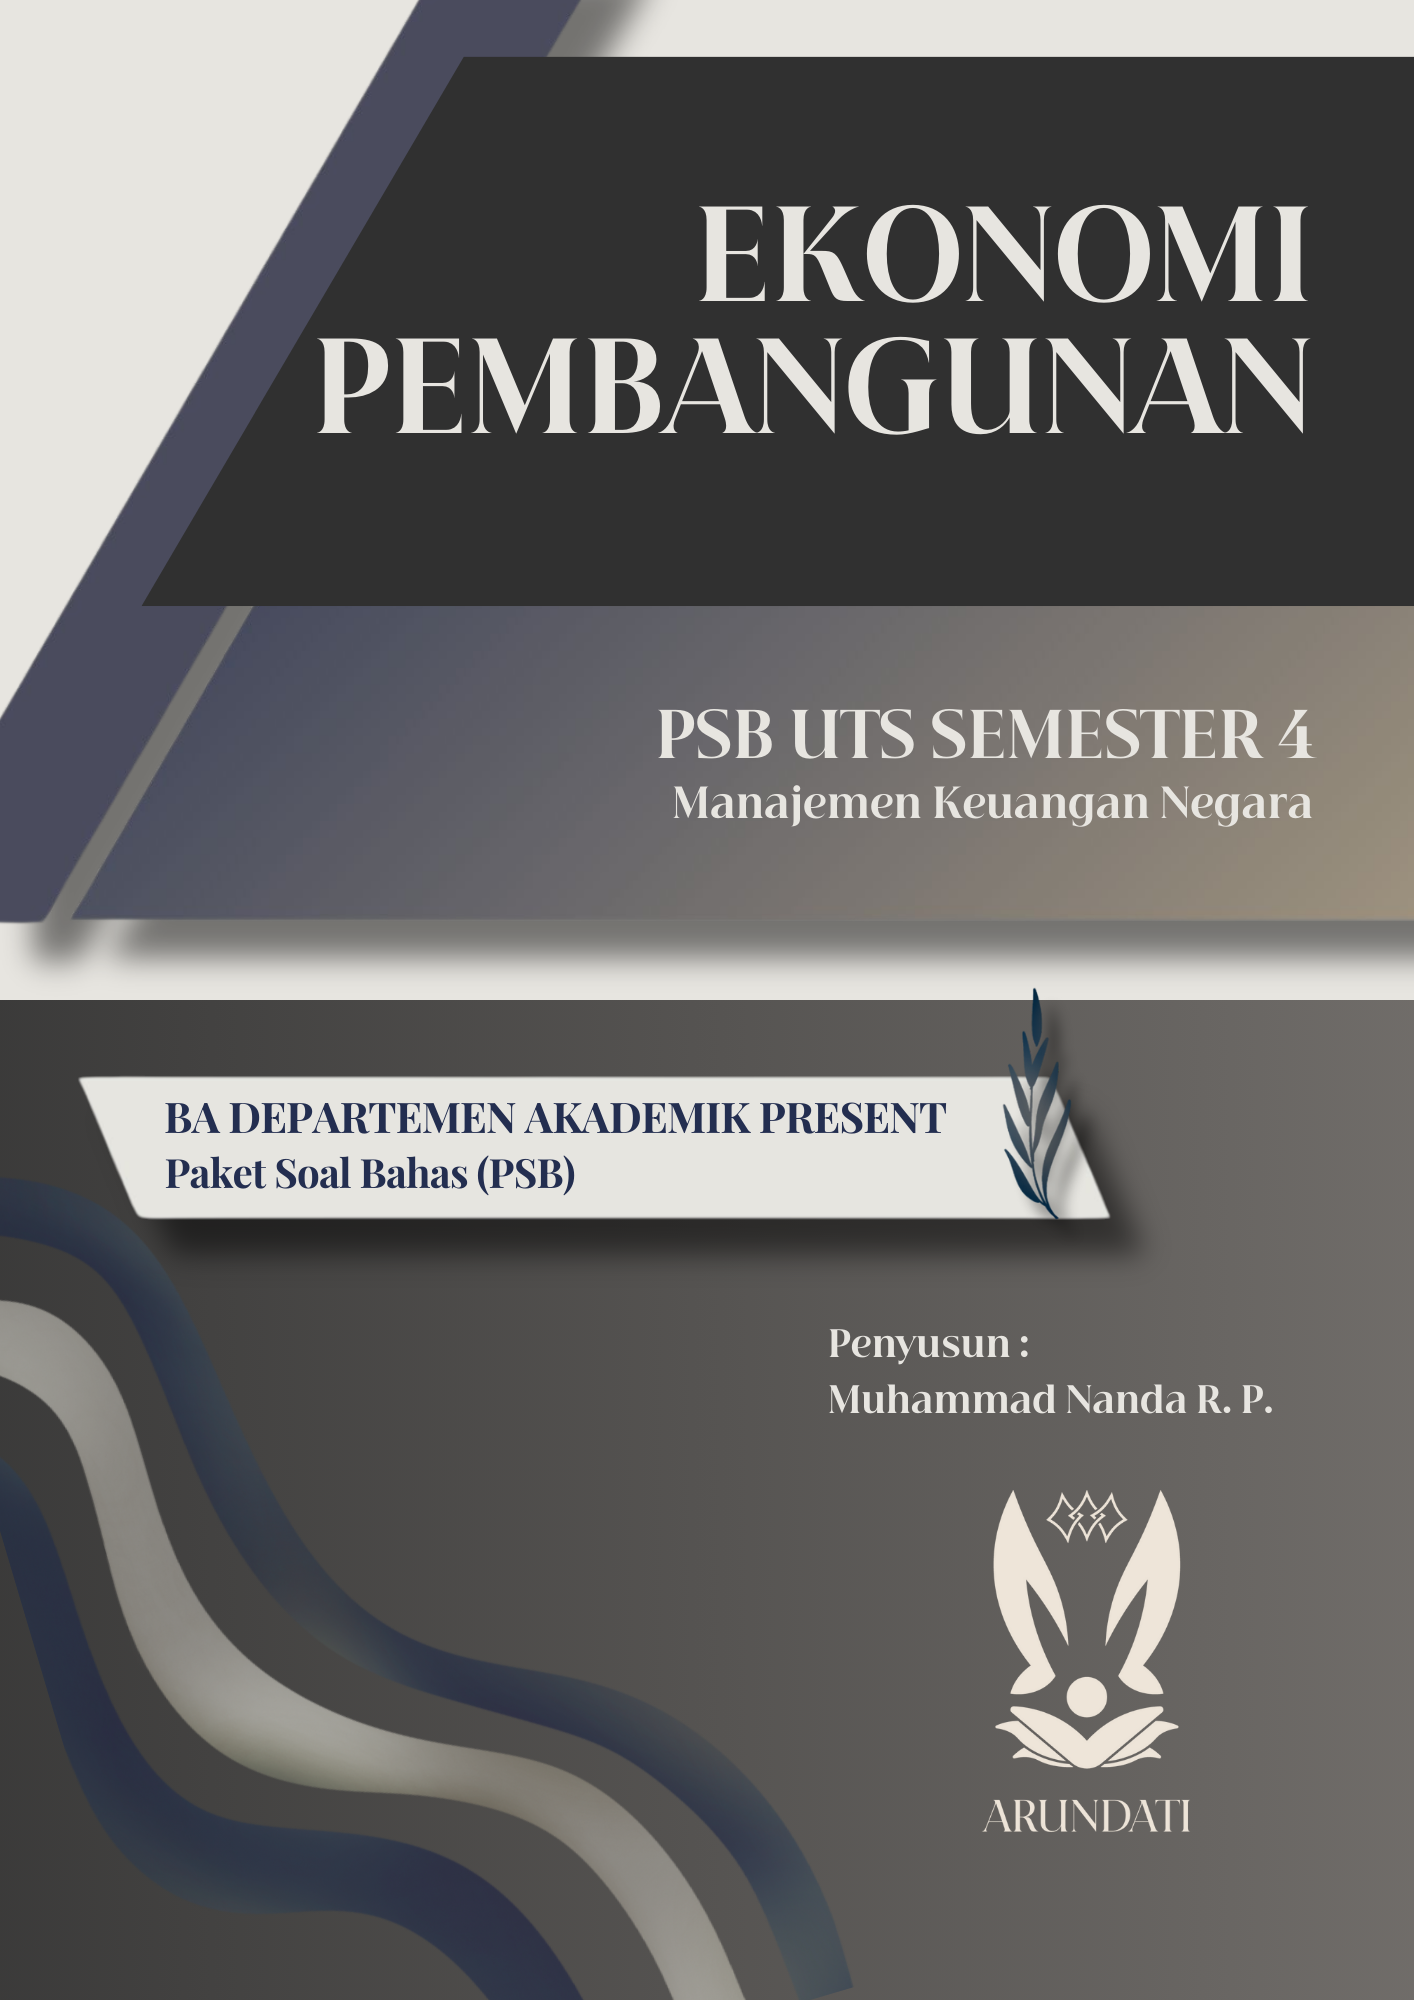 EKONOMI
PEMBANGUNAN
PSB UTS SEMESTER 4
Manajemen Keuangan Negara
BA DEPARTEMEN AKADEMIK PRESENT
Paket Soal Bahas (PSB)
Penyusun :
Muhammad Nanda R. P.
ARUNDATI